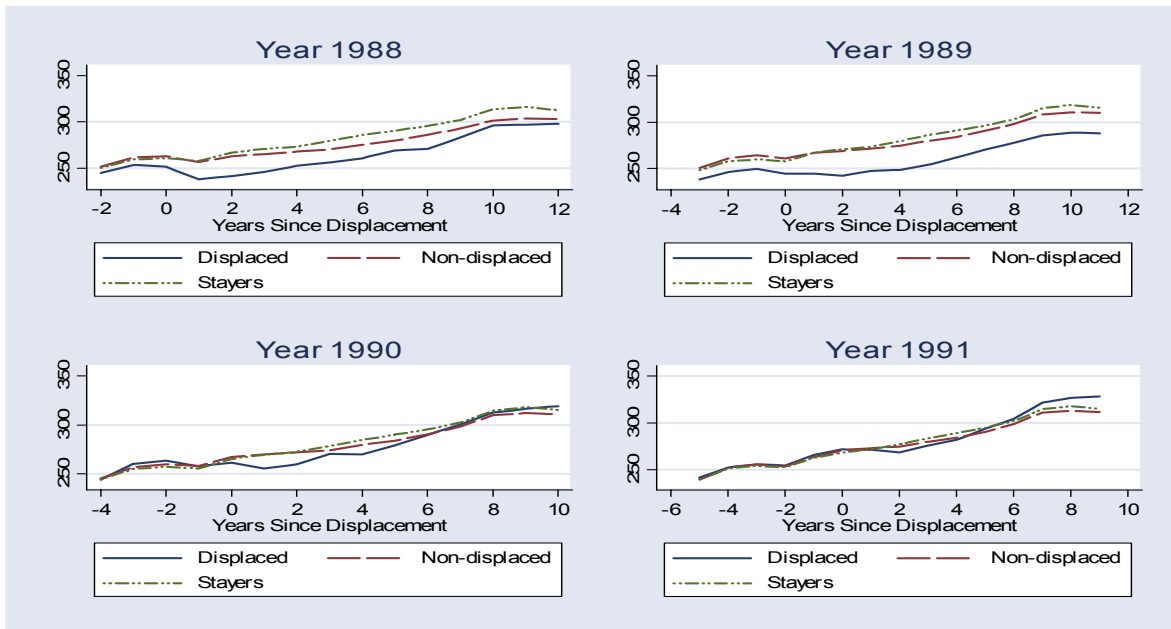 Year 1988
350
300
250
-2 0 2 4 6 8 10 12
Years Since Displacement
Displaced Non-displaced
Stayers
Year 1989
350
300
250
-4 -2 0 2 4 6 8 10 12
Years Since Displacement
Displaced Non-displaced
Stayers
Year 1990
350
300
250
-4 -2 0 2 4 6 8 10
Years Since Displacement
Displaced Non-displaced
Stayers
Year 1991
350
300
250
-6 -4 -2 0 2 4 6 8 10
Years Since Displacement
Displaced Non-displaced
Stayers